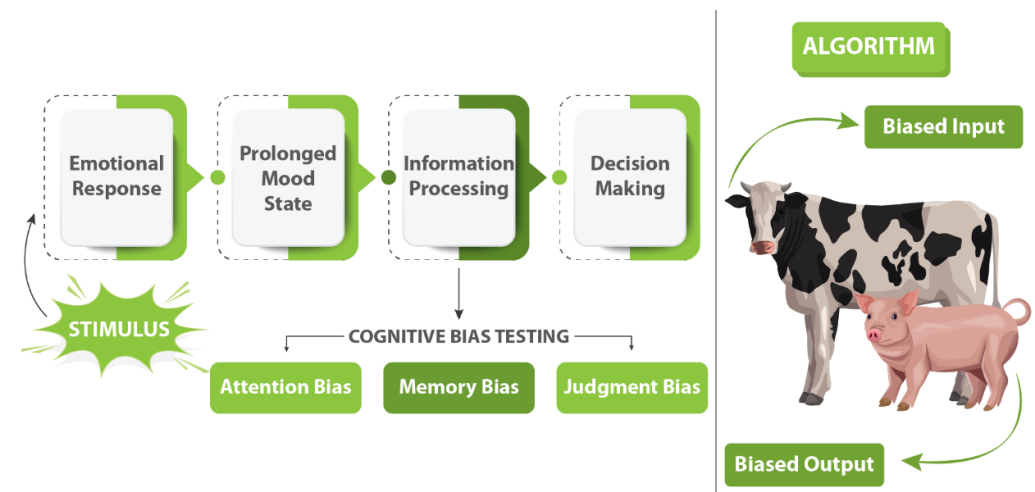 Emotional
Response
Prolonged
Mood
State
Information
Processing
Decision
Making
STIMULUS
COGNITIVE BIAS TESTING
Attention Bias
Memory Bias
Judgment Bias
ALGORITHM
Biased Input
Biased Output